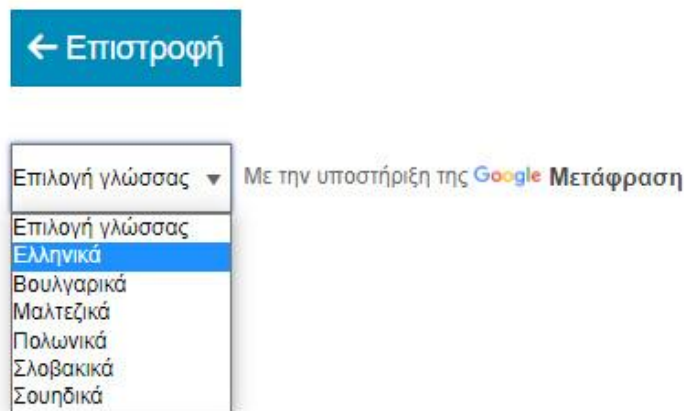 ← Επιστροφή
Επιλογή γλώσσας ▼ Με την υποστήριξη της Google Μετάφραση
Επιλογή γλώσσας
Ελληνικά
Βουλγαρικά
Μαλτεζικά
Πολωνικά
Σλοβακικά
Σουηδικά